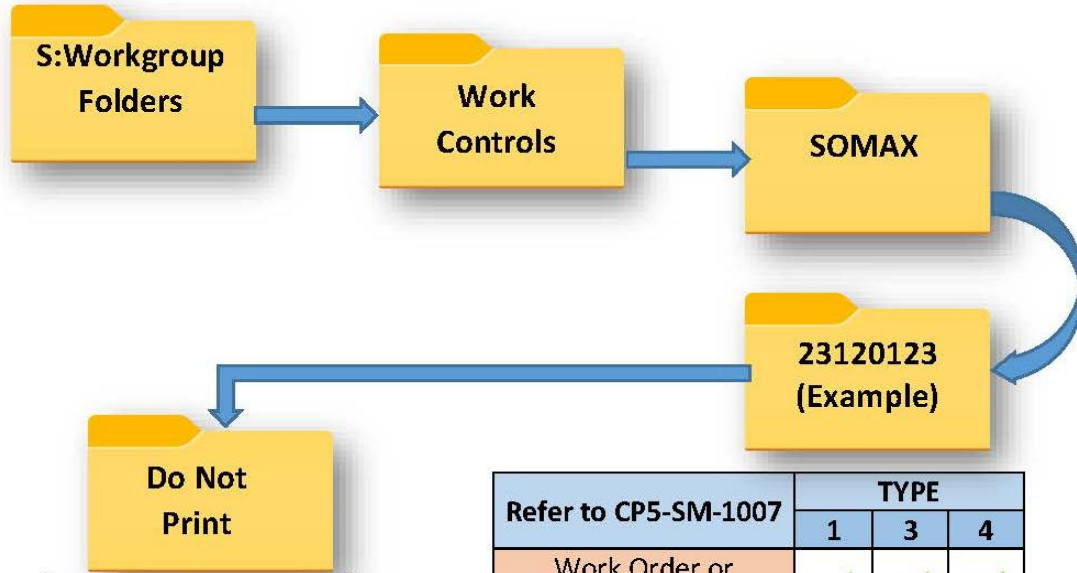 S:Workgroup
Folders
Work
Controls
SOMAX
23120123
(Example)
Do Not
Print
Refer to CP5-SM-1007
TYPE
1 3 4
Work Order or